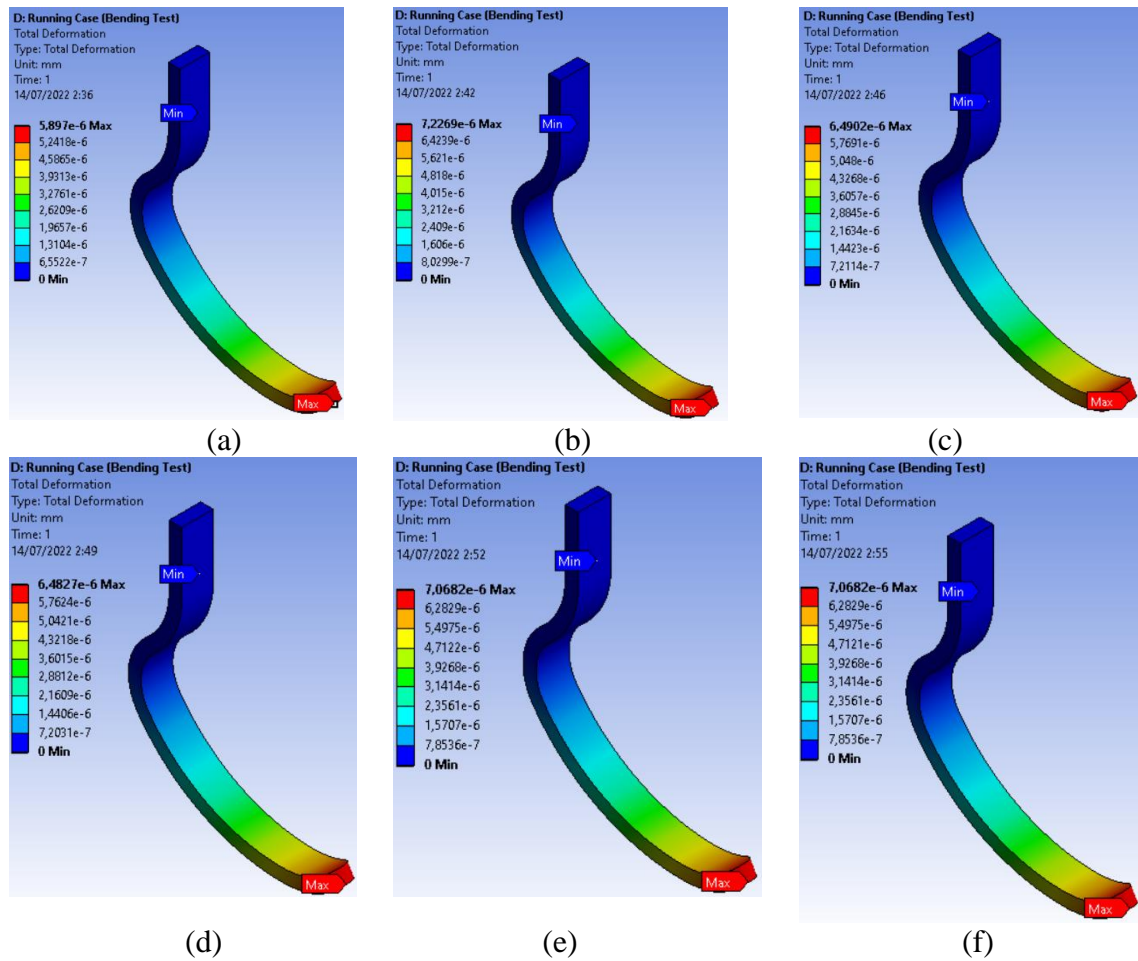 D: Running Case (Bending Test)
Total Deformation
Type: Total Deformation
Unit: mm
Time: 1
14/07/2022 2:36
5,897e-6 Max
5,2418e-6
4,5865e-6
3,9313e-6
3,2761e-6
2,6209e-6
1,9657e-6
1,3104e-6
6,5522e-7
0 Min
Min
Max
(a)
D: Running Case (Bending Test)
Total Deformation
Type: Total Deformation
Unit: mm
Time: 1
14/07/2022 2:42
7,2269e-6 Max
6,4239e-6
5,621e-6
4,818e-6
4,015e-6
3,212e-6
2,409e-6
1,606e-6
8,0299e-7
0 Min
Min
Max
(b)
D: Running Case (Bending Test)
Total Deformation
Type: Total Deformation
Unit: mm
Time: 1
14/07/2022 2:46
6,4902e-6 Max
5,7691e-6
5,048e-6
4,3268e-6
3,6057e-6
2,8845e-6
2,1634e-6
1,4423e-6
7,2114e-7
0 Min
Min
Max
(c)
D: Running Case (Bending Test)
Total Deformation
Type: Total Deformation
Unit: mm
Time: 1
14/07/2022 2:49
6,4827e-6 Max
5,7624e-6
5,0421e-6
4,3218e-6
3,6015e-6
2,8812e-6
2,1609e-6
1,4406e-6
7,2031e-7
0 Min
Min
Max
(d)
D: Running Case (Bending Test)
Total Deformation
Type: Total Deformation
Unit: mm
Time: 1
14/07/2022 2:52
7,0682e-6 Max
6,2829e-6
5,4975e-6
4,7122e-6
3,9268e-6
3,1414e-6
2,3561e-6
1,5707e-6
7,8536e-7
0 Min
Min
Max
(e)
D: Running Case (Bending Test)
Total Deformation
Type: Total Deformation
Unit: mm
Time: 1
14/07/2022 2:55
7,0682e-6 Max
6,2829e-6
5,4975e-6
4,7121e-6
3,9268e-6
3,1414e-6
2,3561e-6
1,5707e-6
7,8536e-7
0 Min
Min
Max
(f)